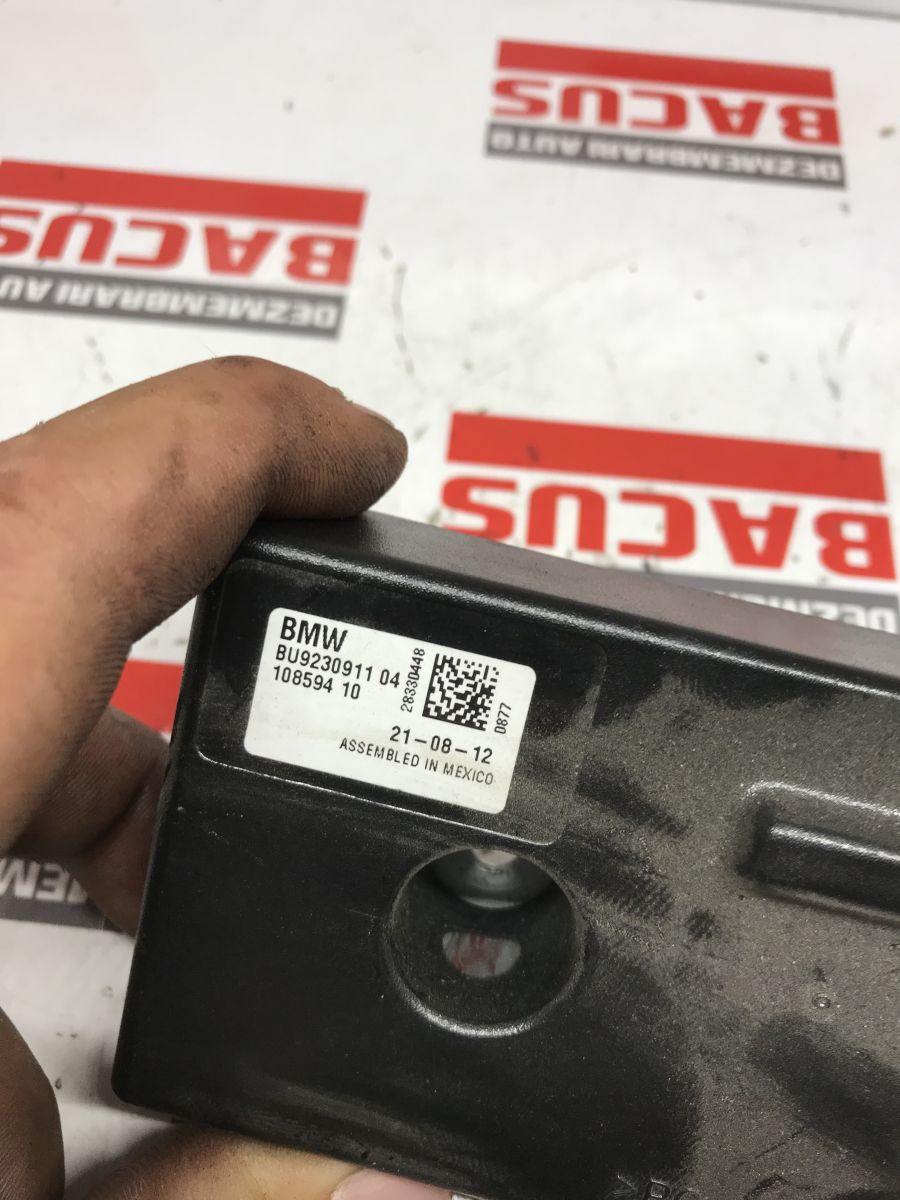 BACUS
DEZMEMBRARI AUTO
BACUS
DEZMEMBRARI AU
BACUS
DEZMEMBRARI
BMW
BU9230911 04
108594 10
28330448
0877
21-08-12
ASSEMBLED IN MEXICO